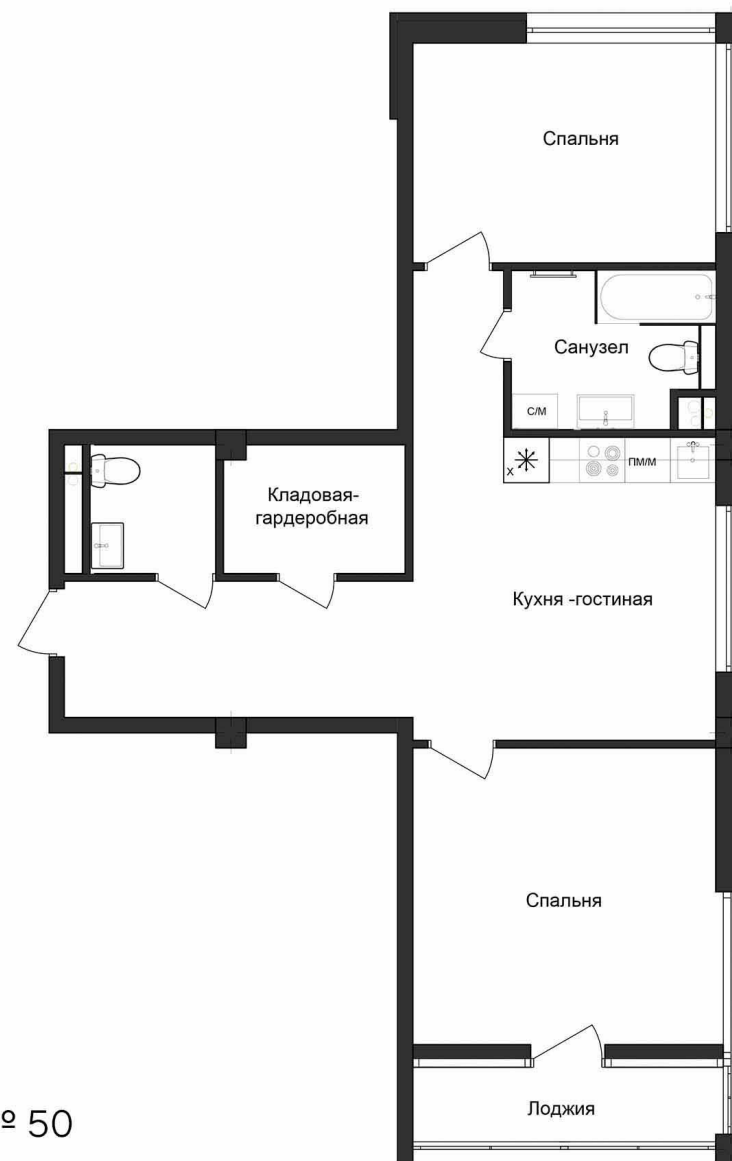 Спальня
Санузел
С/М
Х
ПМ/М
Кладовая-
гардеробная
Кухня -гостиная
Спальня
Лоджия
º 50